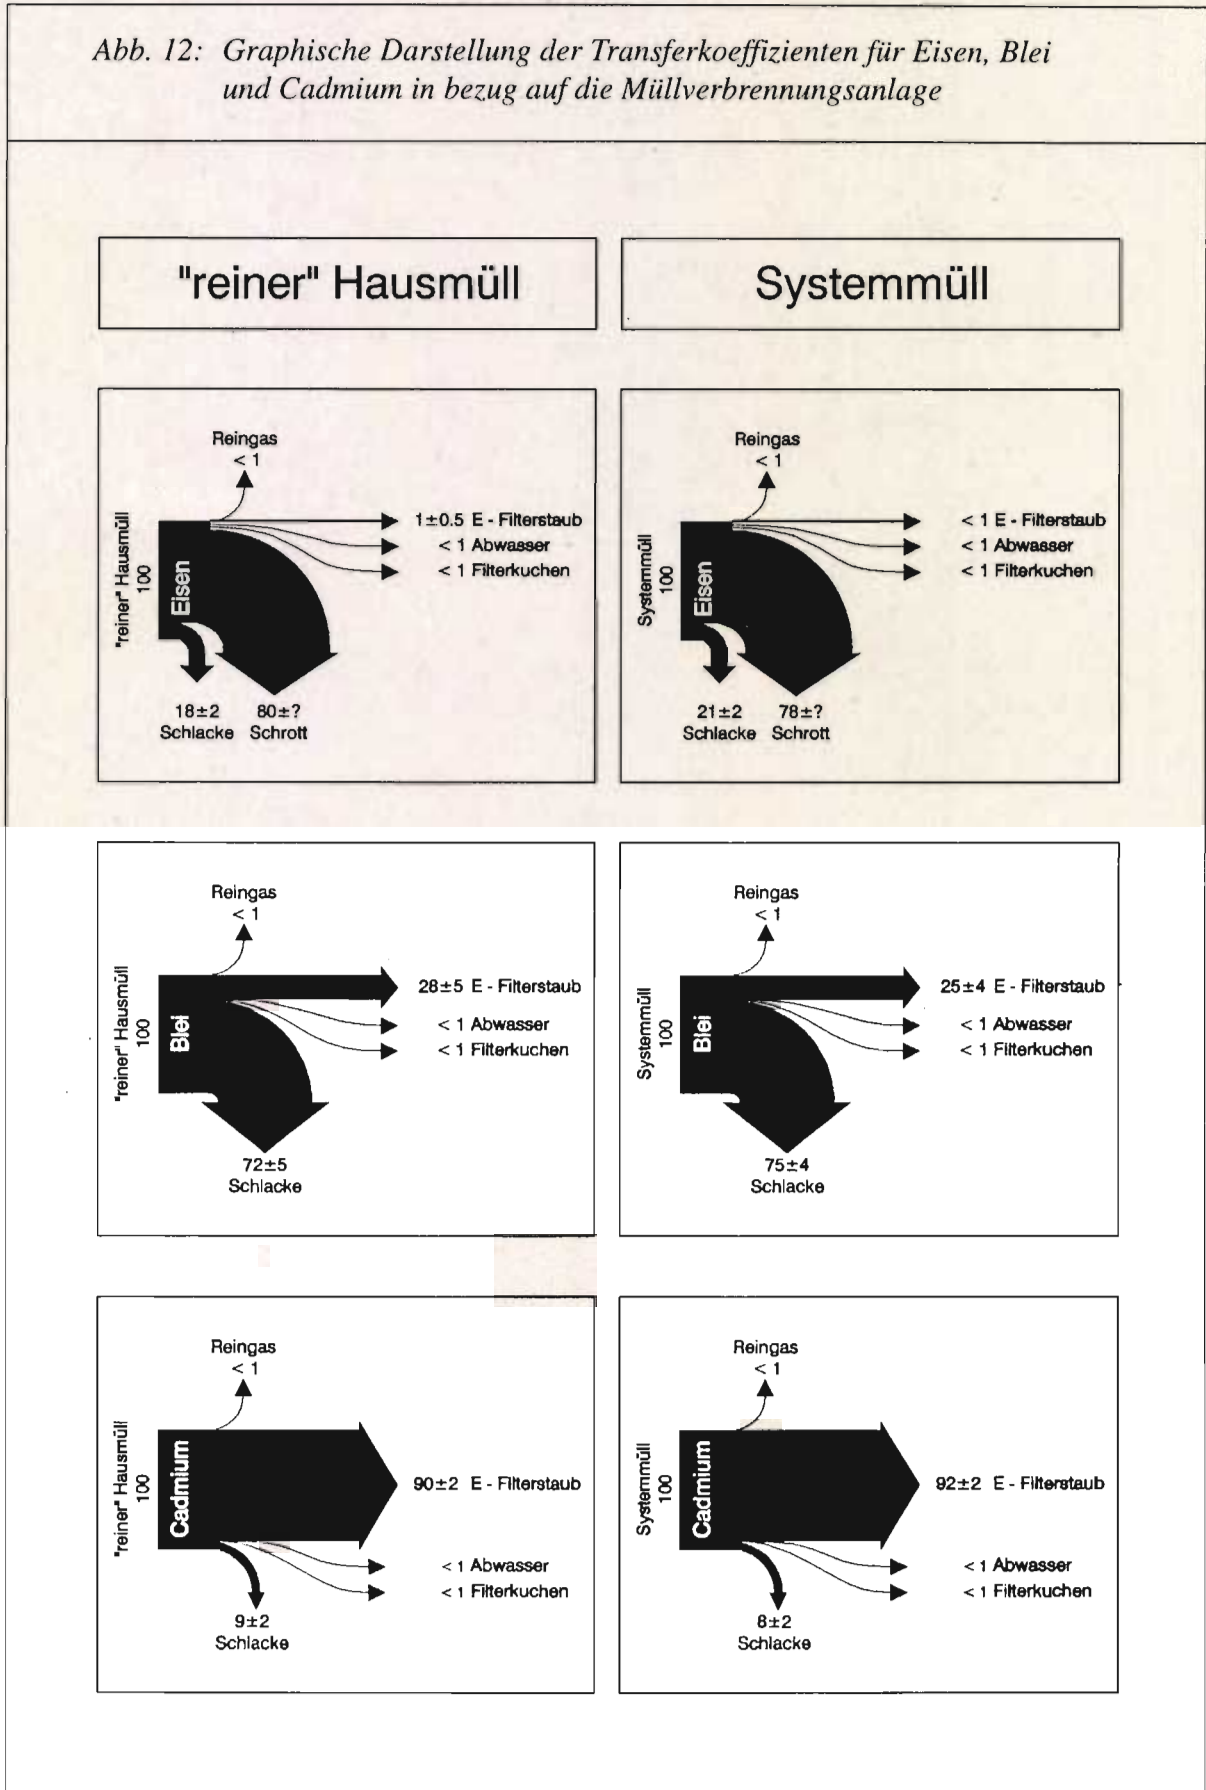 Abb. 12: Graphische Darstellung der Transferkoeffizienten für Eisen, Blei
und Cadmium in bezug auf die Müllverbrennungsanlage
"reiner" Hausmüll
Systemmüll
Reingas
< 1
"reiner" Hausmüll
100
Eisen
1±0.5 E - Filterstaub
< 1 Abwasser
< 1 Filterkuchen
18±2
Schlacke
80±?
Schrott
Reingas
< 1
Systemmüll
100
Eisen
< 1 E - Filterstaub
< 1 Abwasser
< 1 Filterkuchen
21±2
Schlacke
78±?
Schrott
Reingas
< 1
"reiner" Hausmüll
100
Blei
28±5 E - Filterstaub
< 1 Abwasser
< 1 Filterkuchen
72±5
Schlacke
Reingas
< 1
Systemmüll
100
Blei
25±4 E - Filterstaub
< 1 Abwasser
< 1 Filterkuchen
75±4
Schlacke
Reingas
< 1
"reiner" Hausmüll
100
Cadmium
90±2 E - Filterstaub
< 1 Abwasser
< 1 Filterkuchen
9±2
Schlacke
Reingas
< 1
Systemmüll
100
Cadmium
92±2 E - Filterstaub
< 1 Abwasser
< 1 Filterkuchen
8±2
Schlacke